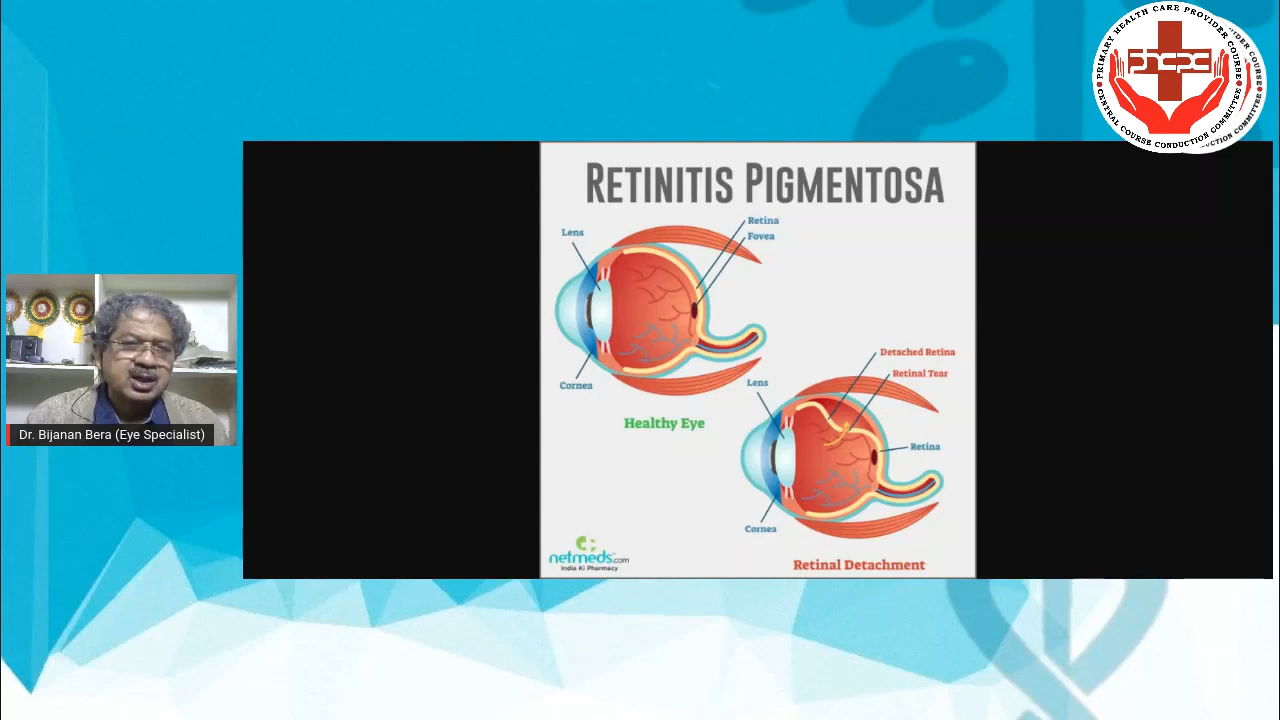 PRIMARY HEALTH CARE PROVIDER COURSE
CENTRAL COURSE CONDUCTION COMMITTEE
phcpc
RETINITIS PIGMENTOSA
Retina
Lens
Fovea
Cornea
Healthy Eye
Detached Retina
Retinal Tear
Lens
Retina
Cornea
Retinal Detachment
netmeds.com
India Ki Pharmacy
Dr. Bijanan Bera (Eye Specialist)